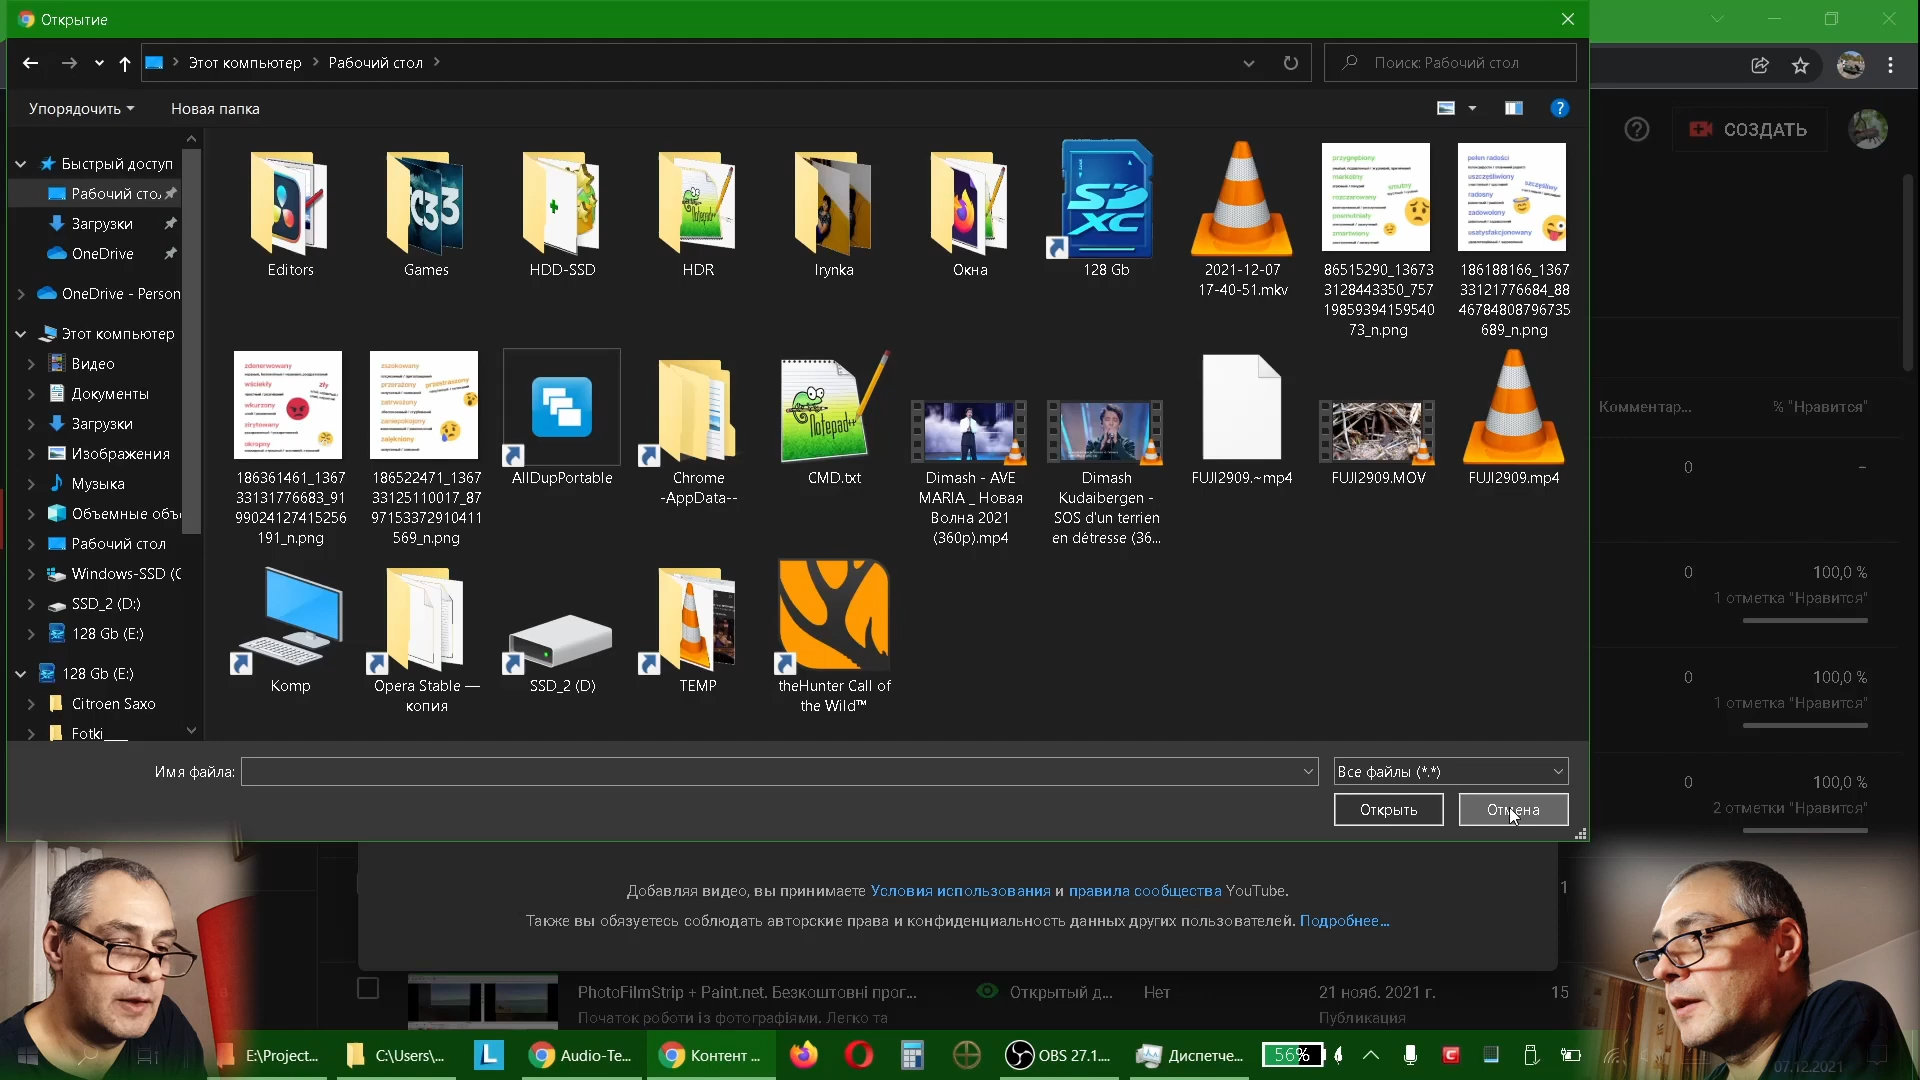 Открытие
Этот компьютер
Рабочий стол
Поиск: Рабочий стол
Упорядочить
Новая папка
СОЗДАТЬ
Быстрый доступ
Рабочий сто
Загрузки
OneDrive
OneDrive - Person
Этот компьютер
Видео
Документы
Загрузки
Изображения
Музыка
Объемные объ
Рабочий стол
Windows-SSD (C
SSD_2 (D:)
128 Gb (E:)
128 Gb (E:)
Citroen Saxo
Fotki___
Editors
Games
HDD-SSD
HDR
Irynka
Окна
128 Gb
2021-12-07
17-40-51.mkv
86515290_13673
3128443350_757
19859394159540
73_n.png
186188166_1367
33121776684_88
46784808796735
689_n.png
186361461_1367
33131776683_91
99024127415256
191_n.png
186522471_1367
33125110017_87
97153372910411
569_n.png
AllDupPortable
Chrome
-AppData--
CMD.txt
Dimash - AVE
MARIA _ Новая
Волна 2021
(360p).mp4
Dimash
Kudaibergen -
SOS d'un terrien
en détresse (36...
FUJI2909.~mp4
FUJI2909.MOV
FUJI2909.mp4
Komp
Opera Stable —
копия
SSD_2 (D)
TEMP
theHunter Call of
the Wild™
Имя файла:
Все файлы (*.*)
Открыть
Отмена
Комментар...
% "Нравится"
0
–
0
100,0 %
1 отметка "Нравится"
0
100,0 %
1 отметка "Нравится"
0
100,0 %
2 отметки "Нравится"
Добавляя видео, вы принимаете Условия использования и правила сообщества YouTube.
Также вы обязуетесь соблюдать авторские права и конфиденциальность данных других пользователей. Подробнее...
PhotoFilmStrip + Paint.net. Безкоштовні прог...
Початок роботи із фотографіями. Легко та
Открытый д...
Нет
21 нояб. 2021 г.
Публикация
15
E:\Project...
C:\Users\...
Audio-Te...
Контент ...
OBS 27.1....
Диспетче...
56%
07.12.2021